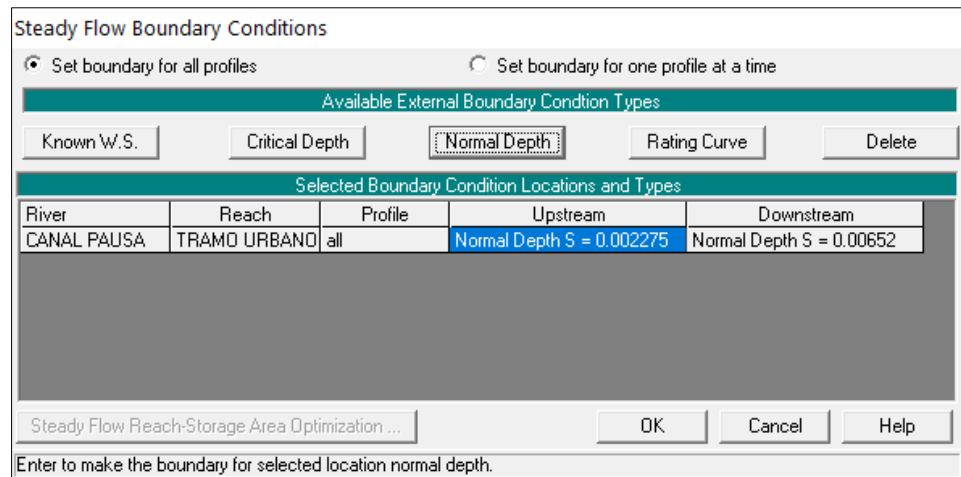 Steady Flow Boundary Conditions
Set boundary for all profiles Set boundary for one profile at a time
Available External Boundary Condtion Types
Known W.S. Critical Depth Normal Depth Rating Curve Delete
Selected Boundary Condition Locations and Types
River Reach Profile Upstream Downstream
CANAL PAUSA TRAMO URBANO all Normal Depth S = 0.002275 Normal Depth S = 0.00652
Steady Flow Reach-Storage Area Optimization ... OK Cancel Help
Enter to make the boundary for selected location normal depth.